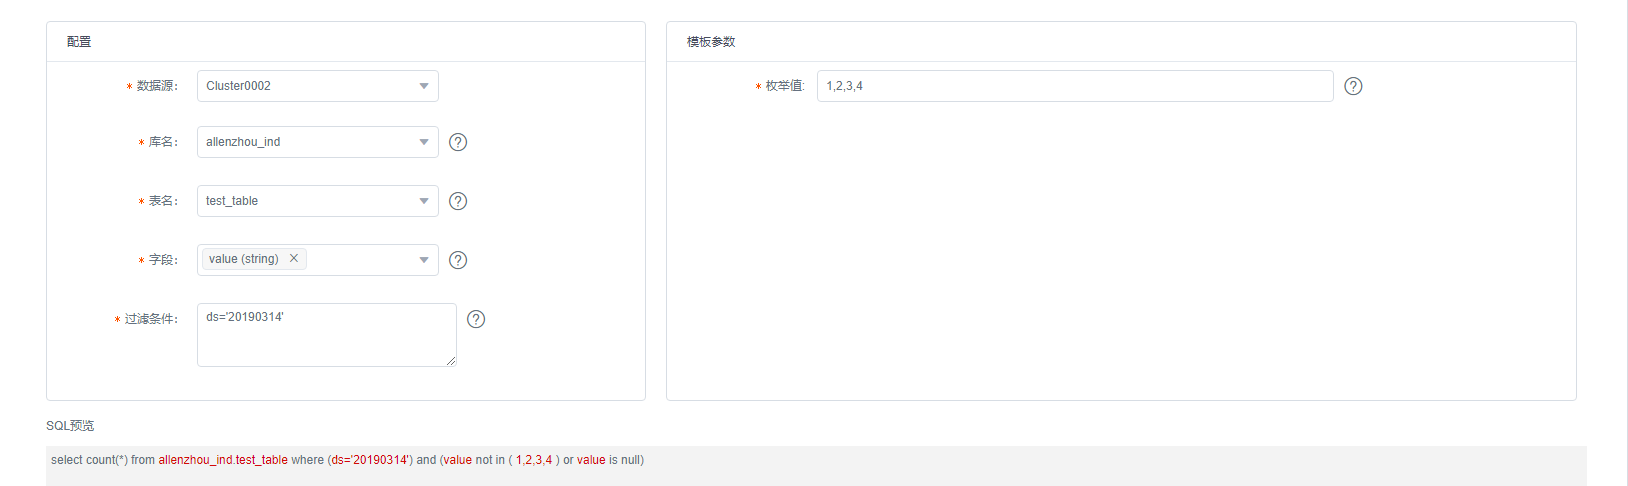 配置
* 数据源:
Cluster0002
* 库名:
allenzhou_ind
* 表名:
test_table
* 字段:
value (string) ×
* 过滤条件:
ds='20190314'
模板参数
* 枚举值:
1,2,3,4
SQL预览
select count(*) from allenzhou_ind.test_table where (ds='20190314') and (value not in ( 1,2,3,4 ) or value is null)